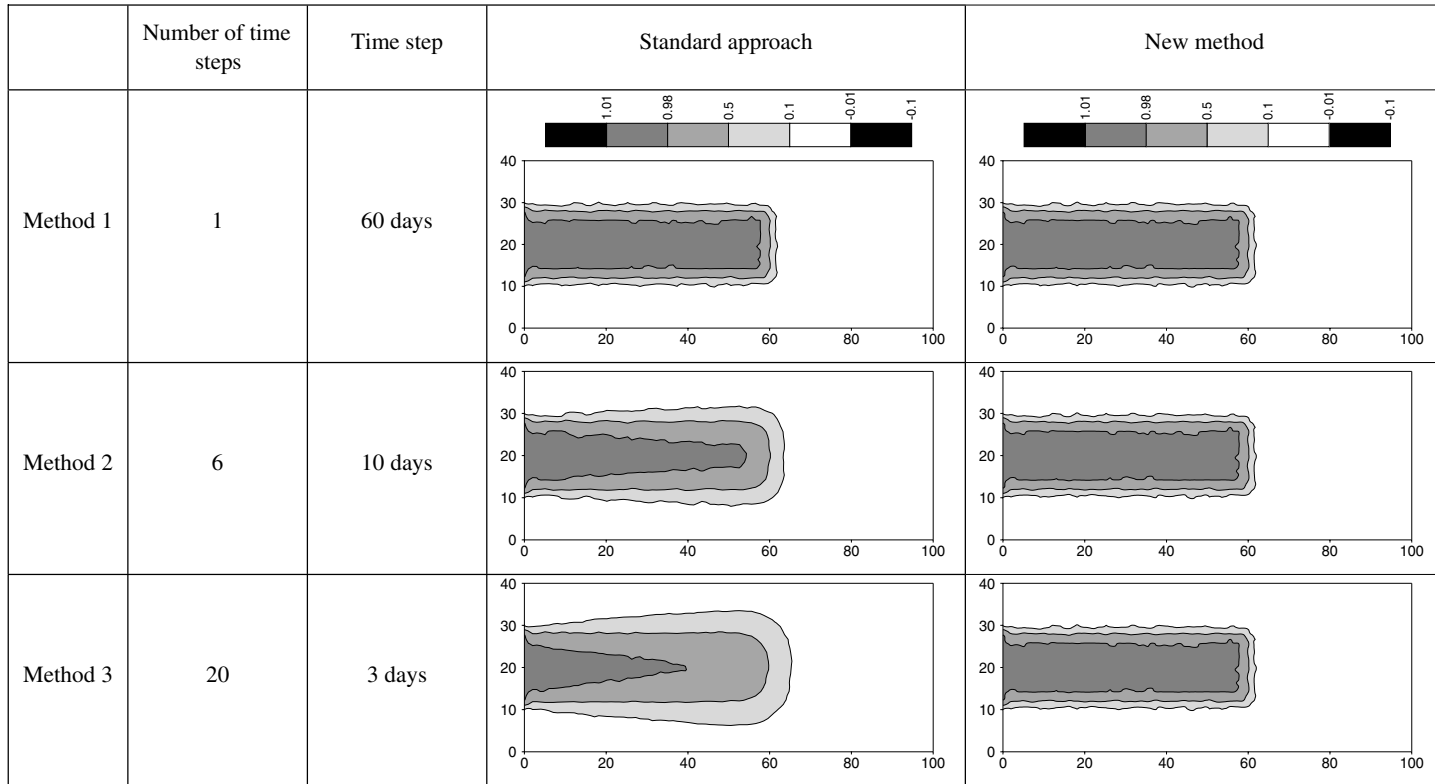 Number of time steps
Time step
Standard approach
New method
1.01 0.98 0.5 0.1 -0.01 -0.1
1.01 0.98 0.5 0.1 -0.01 -0.1
Method 1
1
60 days
40
30
20
10
0
0 20 40 60 80 100
40
30
20
10
0
0 20 40 60 80 100
Method 2
6
10 days
40
30
20
10
0
0 20 40 60 80 100
40
30
20
10
0
0 20 40 60 80 100
Method 3
20
3 days
40
30
20
10
0
0 20 40 60 80 100
40
30
20
10
0
0 20 40 60 80 100